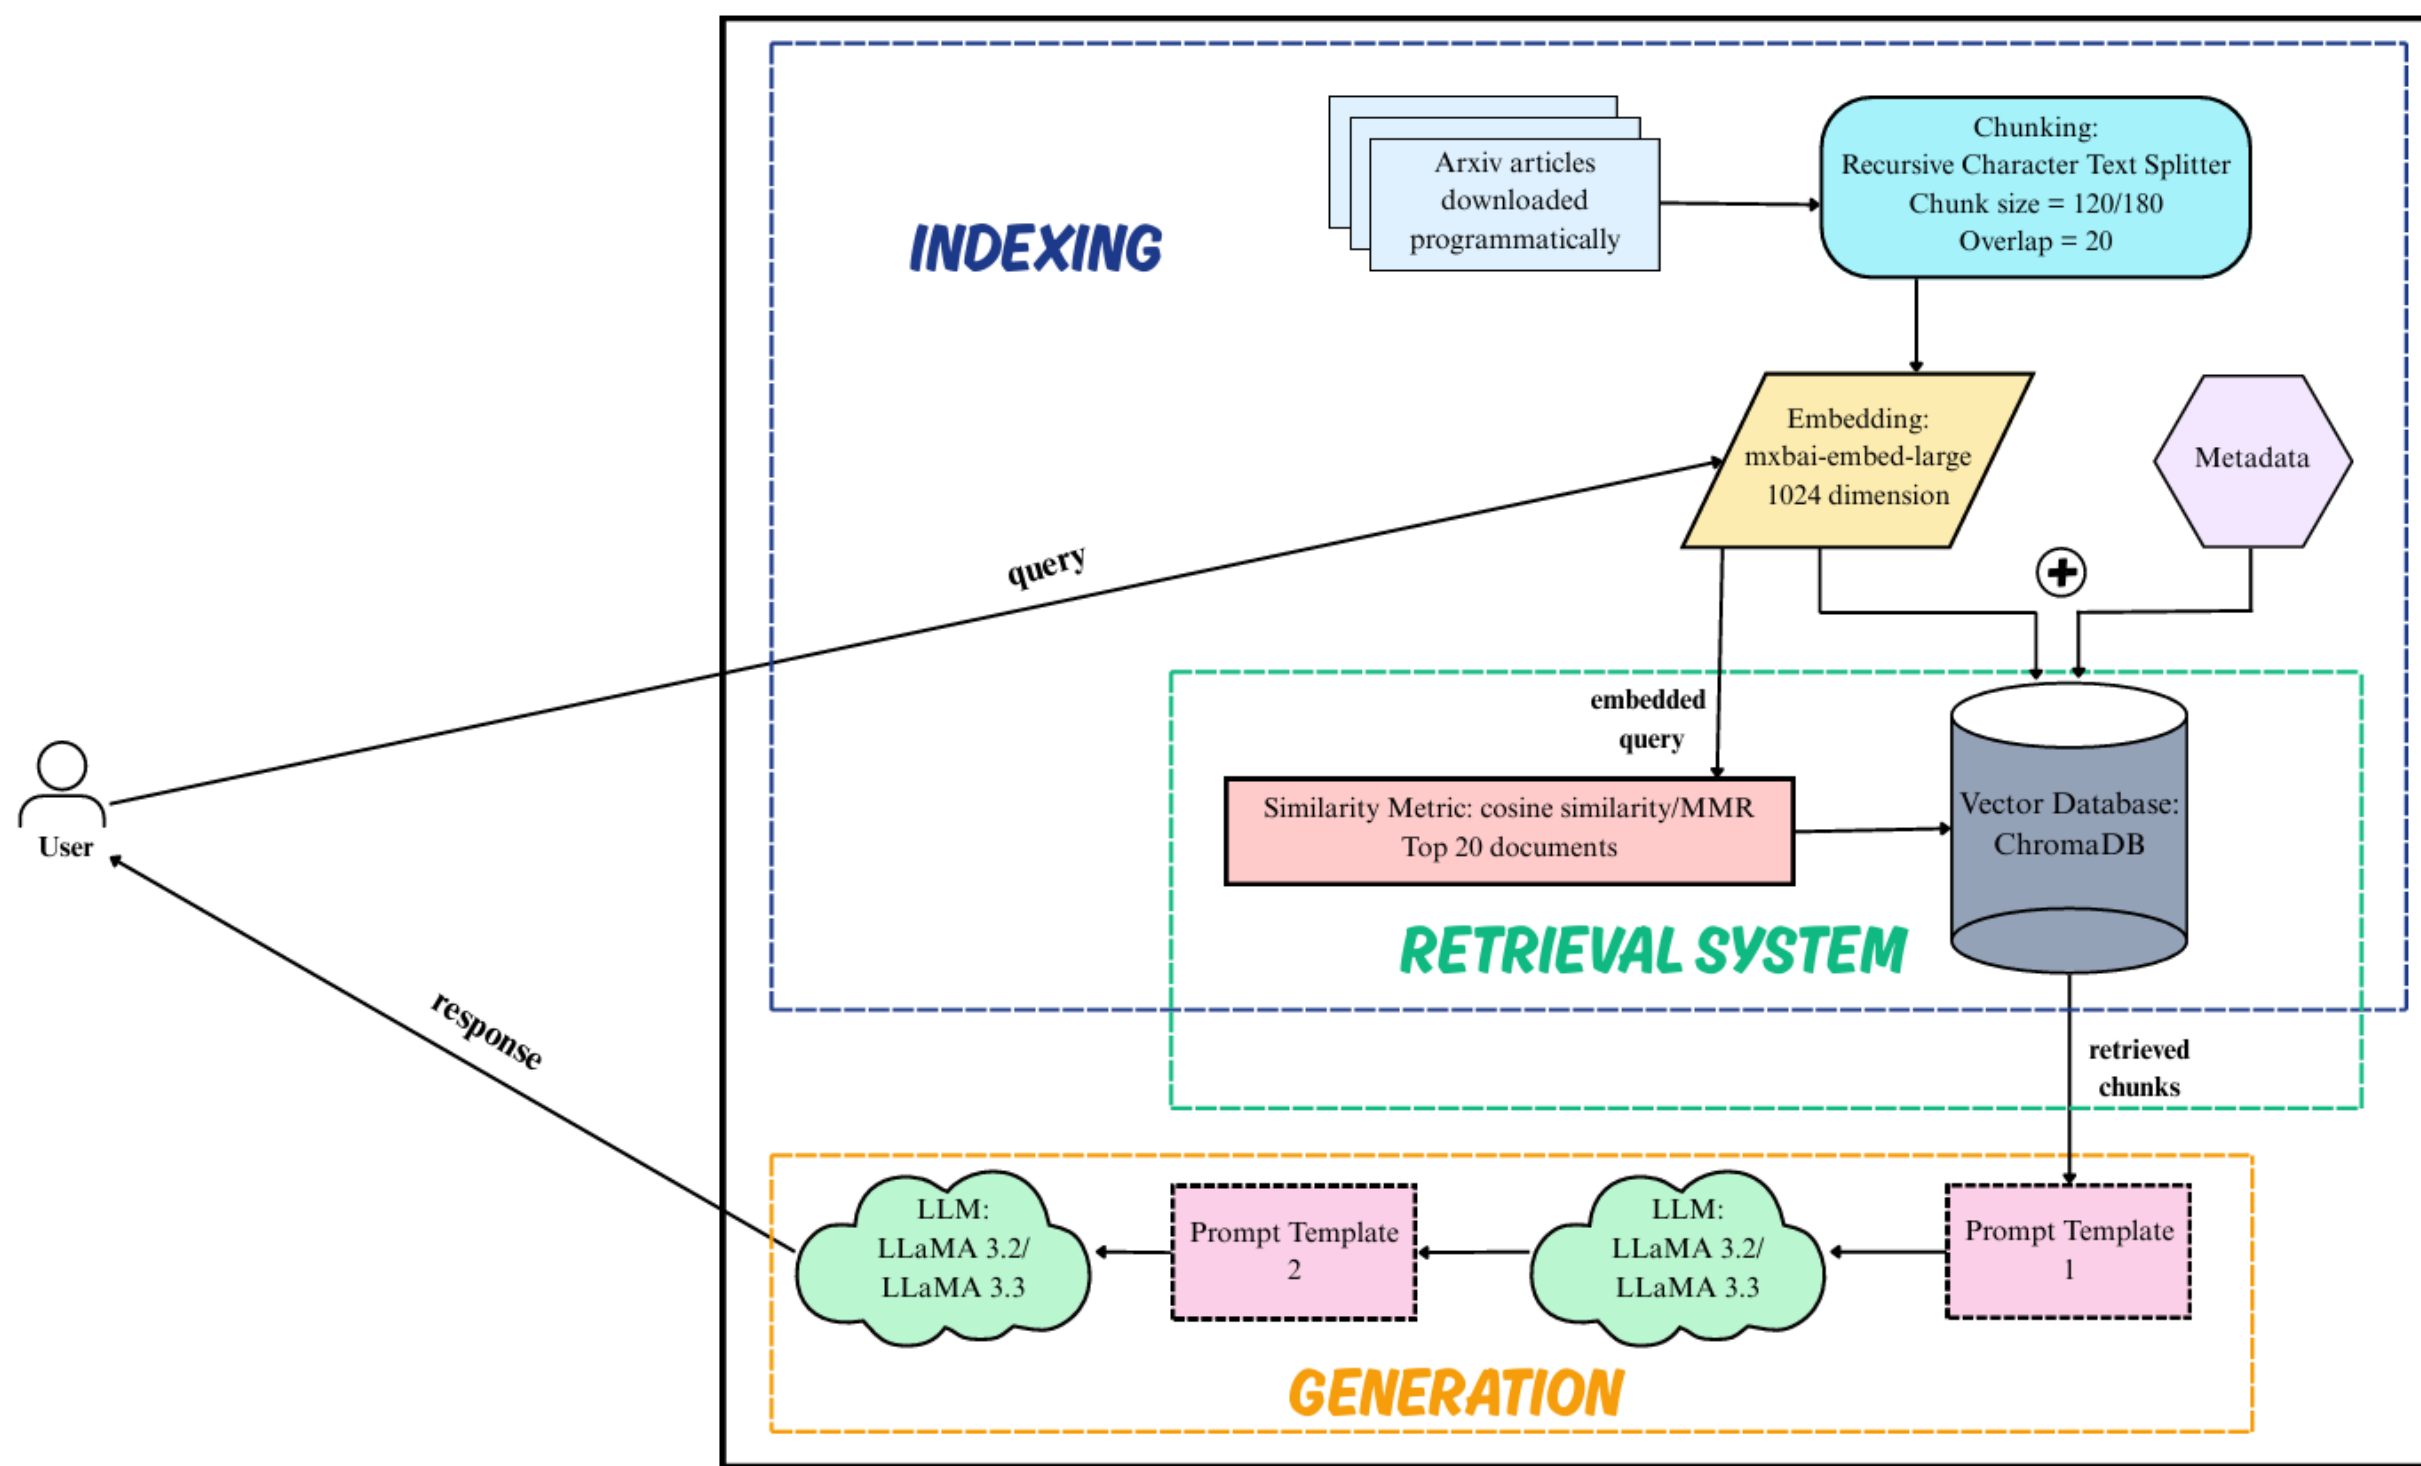 Arxiv articles
downloaded
programmatically
Chunking:
Recursive Character Text Splitter
Chunk size = 120/180
Overlap = 20
INDEXING
Embedding:
mxbai-embed-large
1024 dimension
Metadata
query
embedded
query
User
Similarity Metric: cosine similarity/MMR
Top 20 documents
Vector Database:
ChromaDB
RETRIEVAL SYSTEM
response
retrieved
chunks
LLM:
LLaMA 3.2/
LLaMA 3.3
Prompt Template
2
LLM:
LLaMA 3.2/
LLaMA 3.3
Prompt Template
1
GENERATION